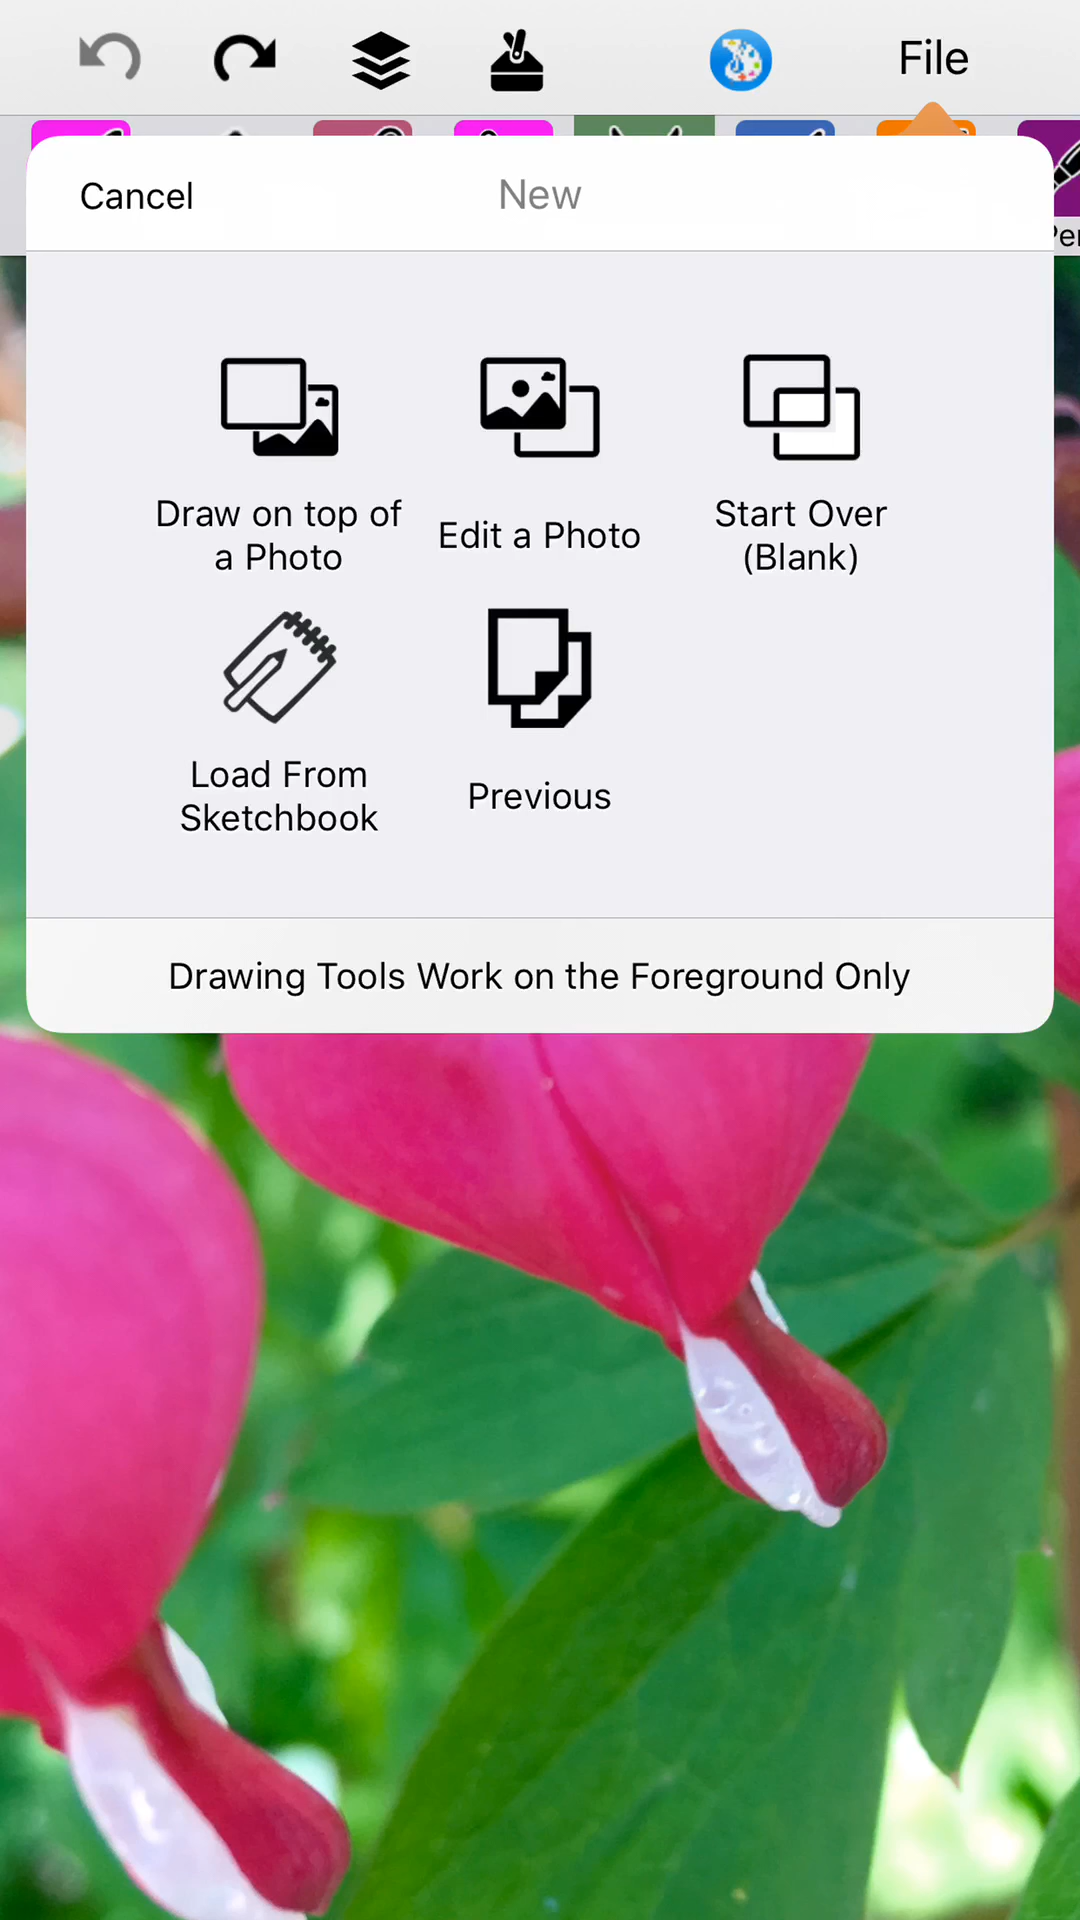 File
Cancel
New
Draw on top of
a Photo
Edit a Photo
Start Over
(Blank)
Load From
Sketchbook
Previous
Drawing Tools Work on the Foreground Only